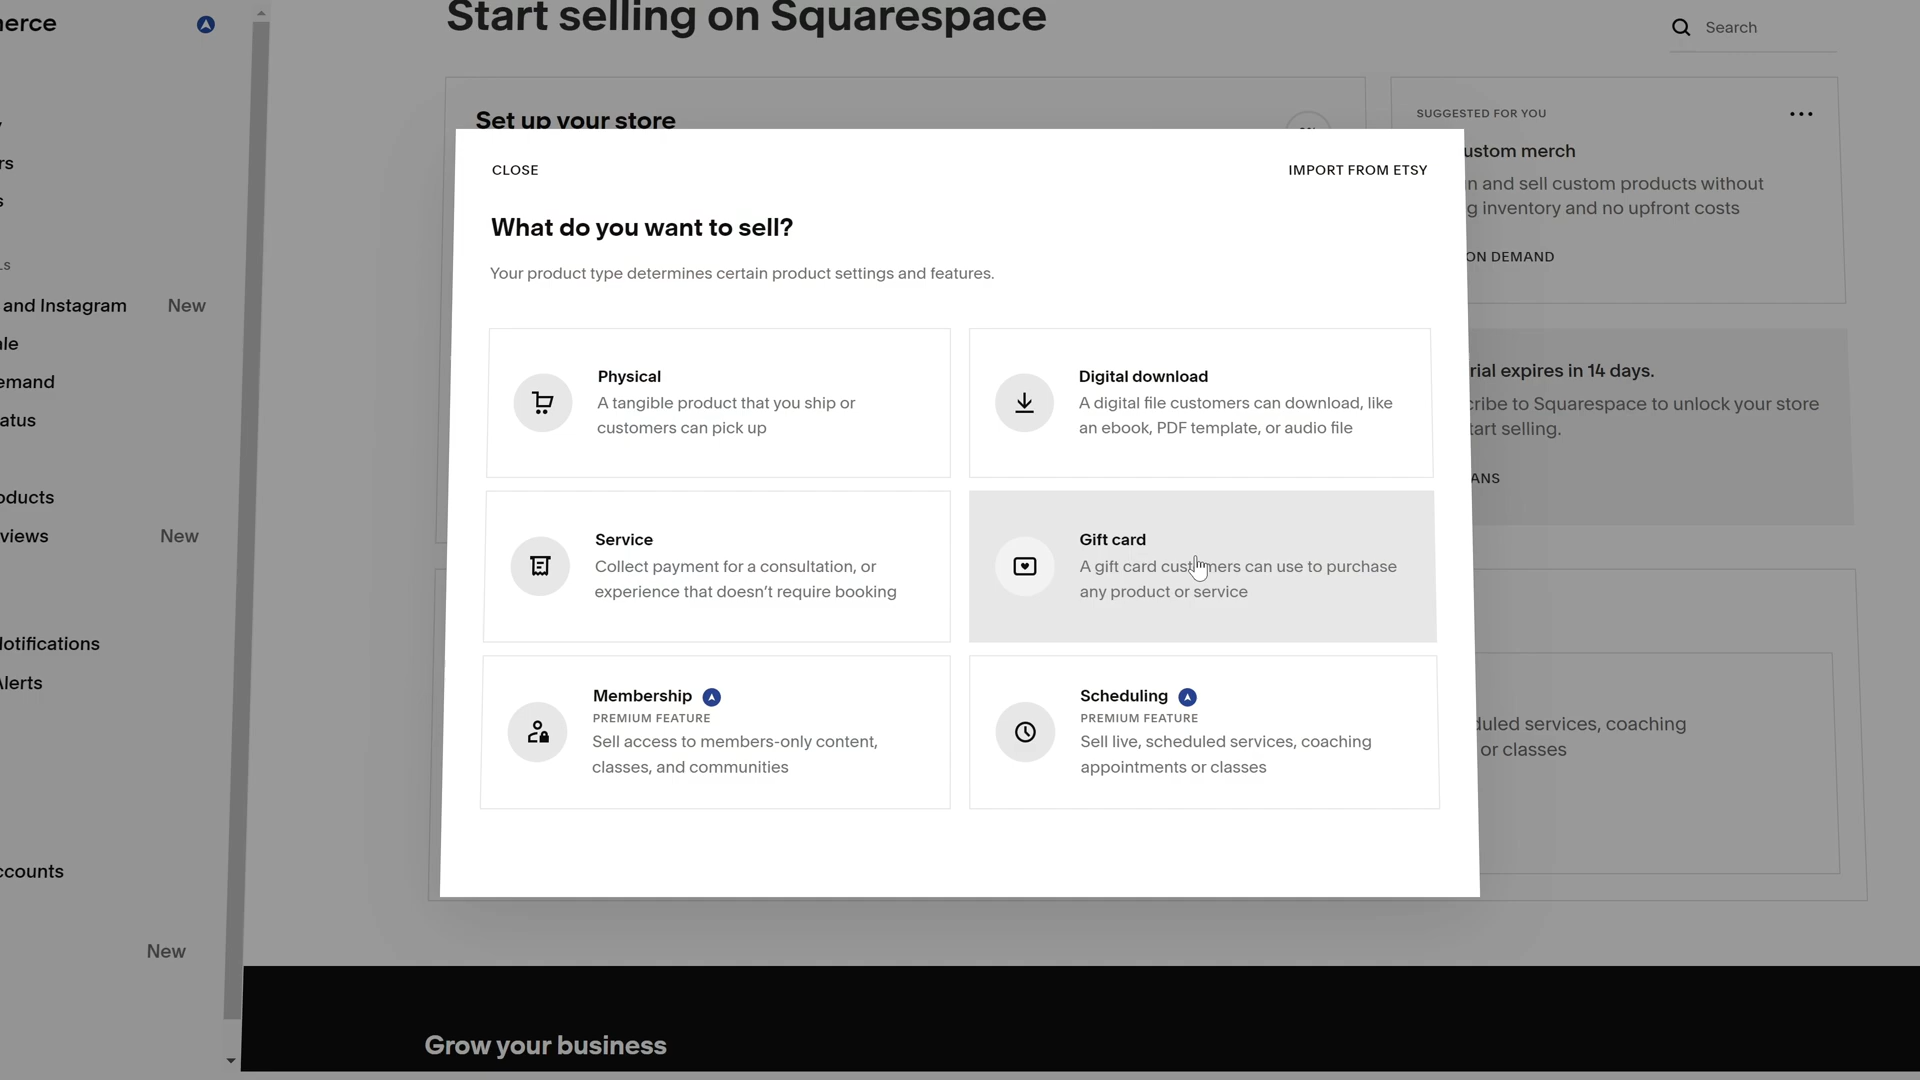 erce
Start selling on Squarespace
Search
Set up your store
SUGGESTED FOR YOU
ustom merch
n and sell custom products without
g inventory and no upfront costs
ON DEMAND
rs
s
LS
and Instagram New
le
emand
atus
oducts
views New
lotifications
Alerts
ccounts
New
CLOSE
IMPORT FROM ETSY
What do you want to sell?
Your product type determines certain product settings and features.
Physical
A tangible product that you ship or
customers can pick up
Digital download
A digital file customers can download, like
an ebook, PDF template, or audio file
Service
Collect payment for a consultation, or
experience that doesn’t require booking
Gift card
A gift card customers can use to purchase
any product or service
Membership
PREMIUM FEATURE
Sell access to members-only content,
classes, and communities
Scheduling
PREMIUM FEATURE
Sell live, scheduled services, coaching
appointments or classes
rial expires in 14 days.
cribe to Squarespace to unlock your store
tart selling.
ANS
duled services, coaching
or classes
Grow your business